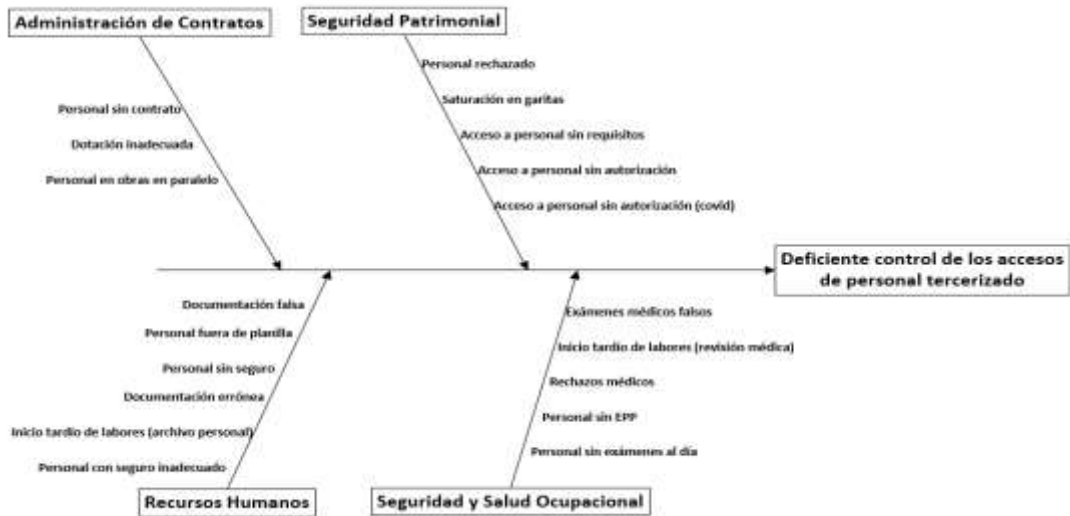 Administración de Contratos
Seguridad Patrimonial
Personal sin contrato
Dotación inadecuada
Personal en obras en paralelo
Personal rechazado
Saturación en garitas
Acceso a personal sin requisitos
Acceso a personal sin autorización
Acceso a personal sin autorización (covid)
Deficiente control de los accesos
de personal tercerizado
Documentación falsa
Personal fuera de planilla
Personal sin seguro
Documentación errónea
Inicio tardío de labores (archivo personal)
Personal con seguro inadecuado
Exámenes médicos falsos
Inicio tardío de labores (revisión médica)
Rechazos médicos
Personal sin EPP
Personal sin exámenes al día
Recursos Humanos
Seguridad y Salud Ocupacional